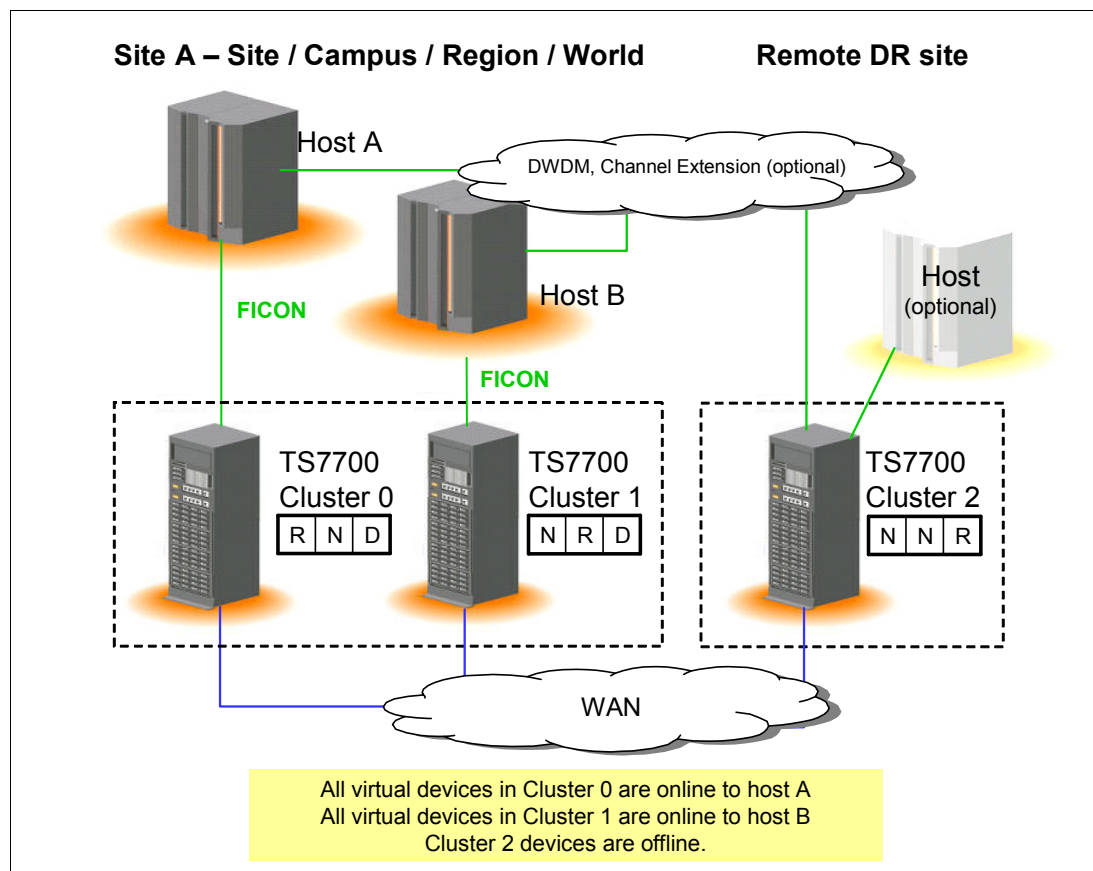 Site A – Site / Campus / Region / World
Remote DR site
Host A
DWDM, Channel Extension (optional)
Host B
Host
(optional)
FICON
FICON
TS7700
Cluster 0
R N D
TS7700
Cluster 1
N R D
TS7700
Cluster 2
N N R
WAN
All virtual devices in Cluster 0 are online to host A
All virtual devices in Cluster 1 are online to host B
Cluster 2 devices are offline.